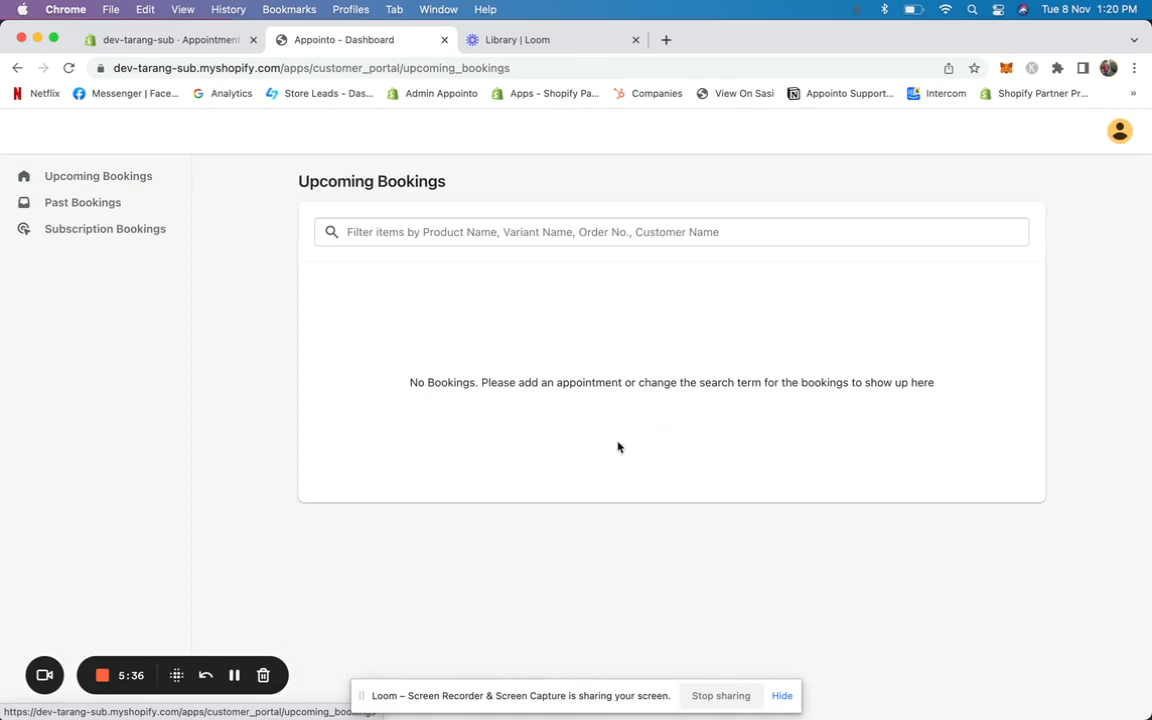 Chrome File Edit View History Bookmarks Profiles Tab Window Help Tue 8 Nov 1:20 PM
dev-tarang-sub · Appointment Appointo - Dashboard Library | Loom
dev-tarang-sub.myshopify.com/apps/customer_portal/upcoming_bookings
Netflix Messenger | Face... Analytics Store Leads - Das... Admin Appointo Apps - Shopify Pa... Companies View On Sasi Appointo Support... Intercom Shopify Partner Pr... »
Upcoming Bookings
Past Bookings
Subscription Bookings
Upcoming Bookings
Filter items by Product Name, Variant Name, Order No., Customer Name
No Bookings. Please add an appointment or change the search term for the bookings to show up here
5:36
Loom – Screen Recorder & Screen Capture is sharing your screen. Stop sharing Hide
https://dev-tarang-sub.myshopify.com/apps/customer_portal/upcoming_bookings